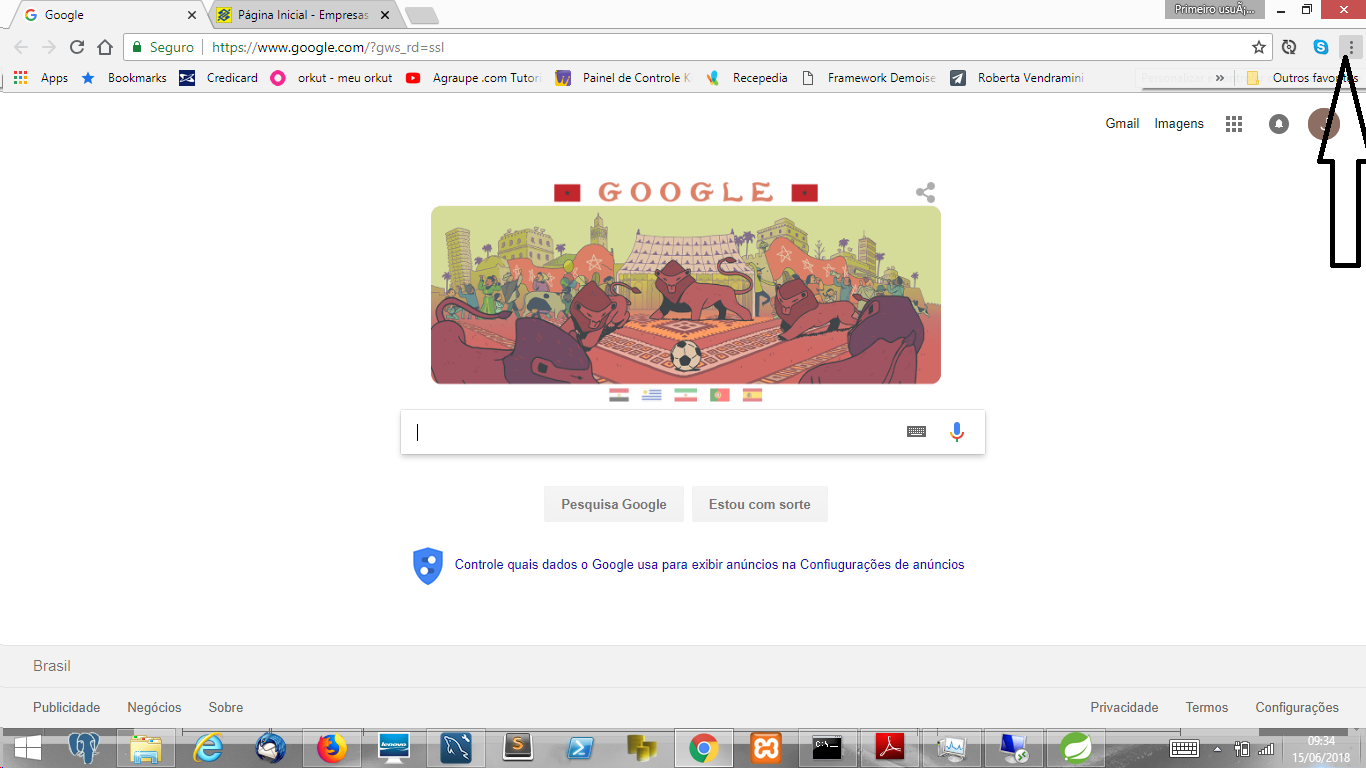 Google
Página Inicial - Empresas
Primeiro usuÃ¡...
Seguro
https://www.google.com/?gws_rd=ssl
Apps
Bookmarks
Credicard
orkut - meu orkut
Agraupe .com Tutori
Painel de Controle K
Recepedia
Framework Demoise
Roberta Vendramini
»
Outros favoritos
Gmail
Imagens
GOOGLE
Pesquisa Google
Estou com sorte
Controle quais dados o Google usa para exibir anúncios na Confiugurações de anúncios
Brasil
Publicidade
Negócios
Sobre
Privacidade
Termos
Configurações
lenovo
S
C:\_
09:34
15/06/2018